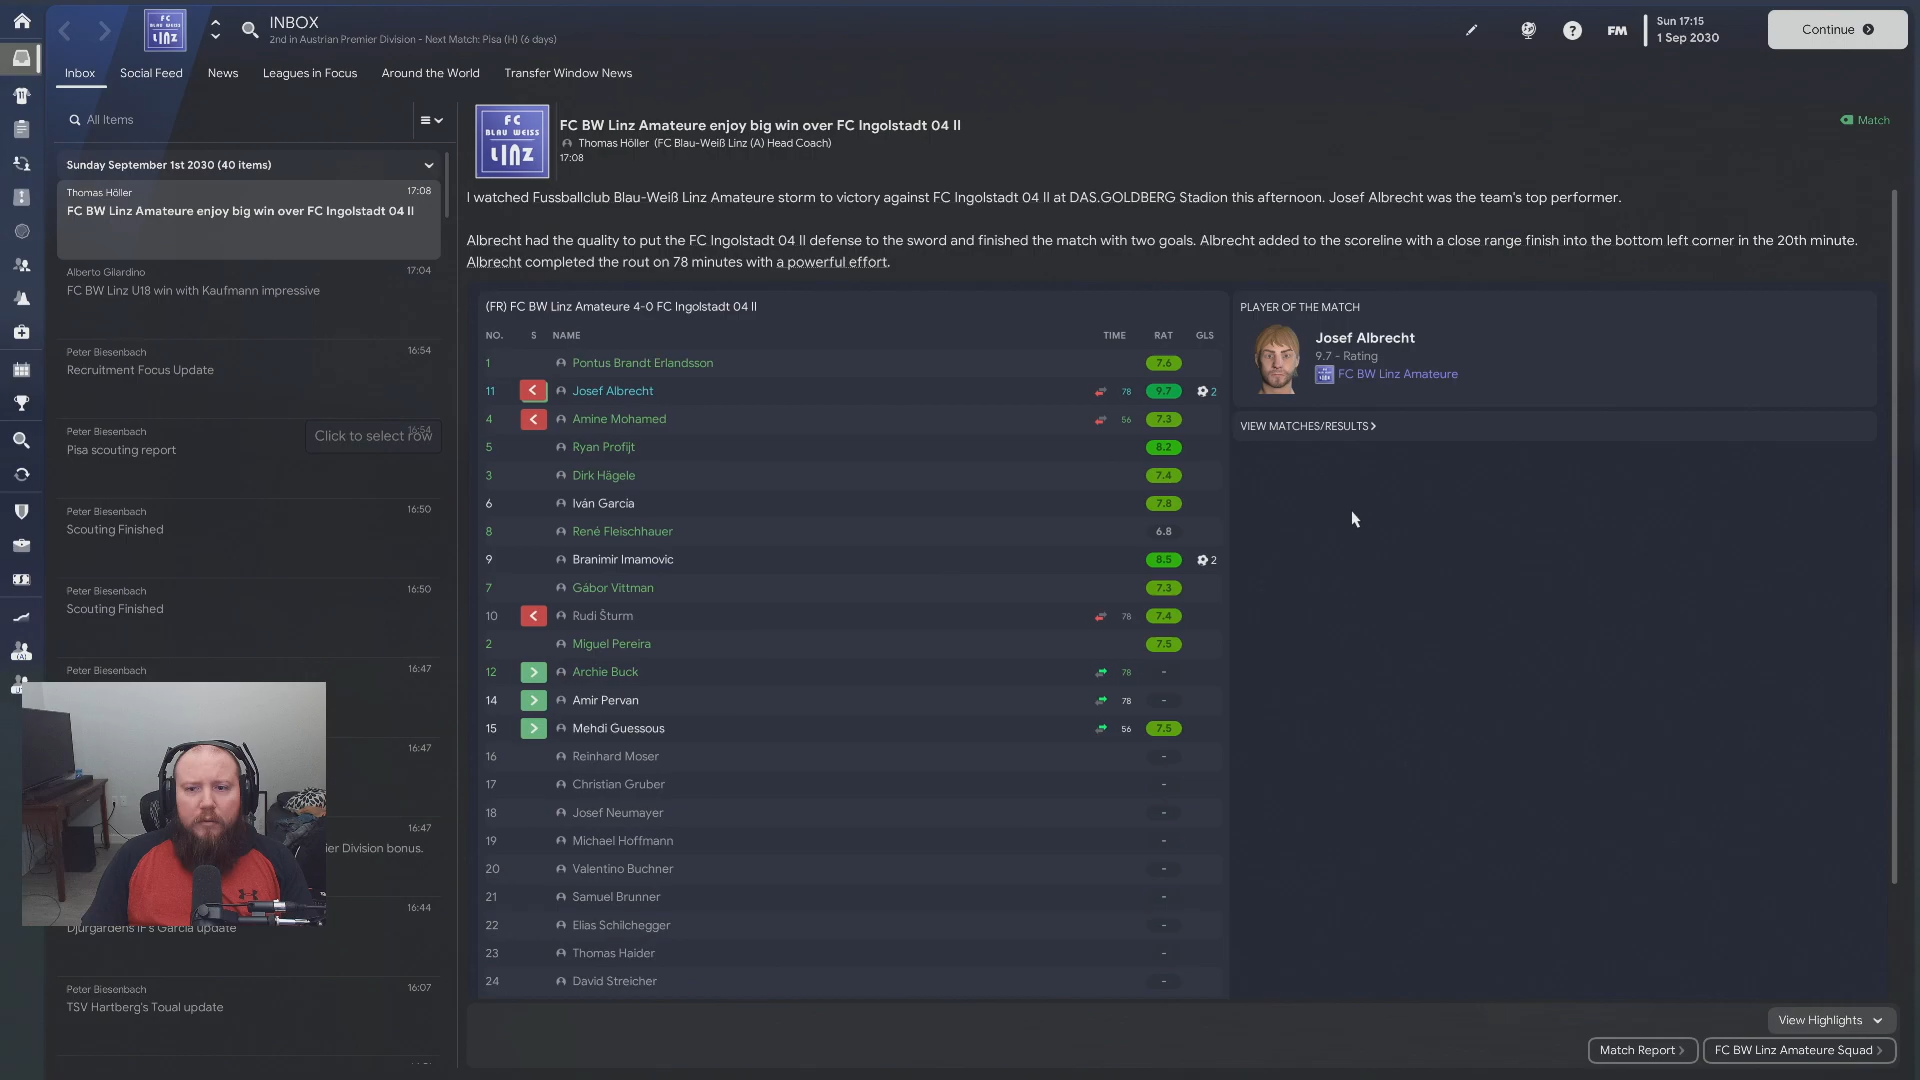 FC
BLAU WEISS
LINZ
INBOX
2nd in Austrian Premier Division - Next Match: Pisa (H) (6 days)
FM
Sun 17:15
1 Sep 2030
Continue
Inbox
Social Feed
News
Leagues in Focus
Around the World
Transfer Window News
All Items
Sunday September 1st 2030 (40 items)
Thomas Höller
17:08
FC BW Linz Amateure enjoy big win over FC Ingolstadt 04 II
Alberto Gilardino
17:04
FC BW Linz U18 win with Kaufmann impressive
Peter Biesenbach
16:54
Recruitment Focus Update
Peter Biesenbach
16:54
Pisa scouting report
Click to select row
Peter Biesenbach
16:50
Scouting Finished
Peter Biesenbach
16:50
Scouting Finished
Peter Biesenbach
16:47
16:47
16:47
ier Division bonus.
16:44
Djurgårdens IF's García update
Peter Biesenbach
16:07
TSV Hartberg's Toual update
FC
BLAU WEISS
LINZ
FC BW Linz Amateure enjoy big win over FC Ingolstadt 04 II
Thomas Höller (FC Blau-Weiß Linz (A) Head Coach)
17:08
Match
I watched Fussballclub Blau-Weiß Linz Amateure storm to victory against FC Ingolstadt 04 II at DAS.GOLDBERG Stadion this afternoon. Josef Albrecht was the team's top performer.
Albrecht had the quality to put the FC Ingolstadt 04 II defense to the sword and finished the match with two goals. Albrecht added to the scoreline with a close range finish into the bottom left corner in the 20th minute.
Albrecht completed the rout on 78 minutes with a powerful effort.
(FR) FC BW Linz Amateure 4-0 FC Ingolstadt 04 II
NO. S NAME TIME RAT GLS
1 Pontus Brandt Erlandsson 7.6
11 Josef Albrecht 78 9.7 2
4 Amine Mohamed 56 7.3
5 Ryan Profijt 8.2
3 Dirk Hägele 7.4
6 Iván García 7.8
8 René Fleischhauer 6.8
9 Branimir Imamovic 8.5 2
7 Gábor Vittman 7.3
10 Rudi Šturm 78 7.4
2 Miguel Pereira 7.5
12 Archie Buck 78 -
14 Amir Pervan 78 -
15 Mehdi Guessous 56 7.5
16 Reinhard Moser -
17 Christian Gruber -
18 Josef Neumayer -
19 Michael Hoffmann -
20 Valentino Buchner -
21 Samuel Brunner -
22 Elias Schilchegger -
23 Thomas Haider -
24 David Streicher -
PLAYER OF THE MATCH
Josef Albrecht
9.7 - Rating
FC BW Linz Amateure
VIEW MATCHES/RESULTS
View Highlights
Match Report
FC BW Linz Amateure Squad